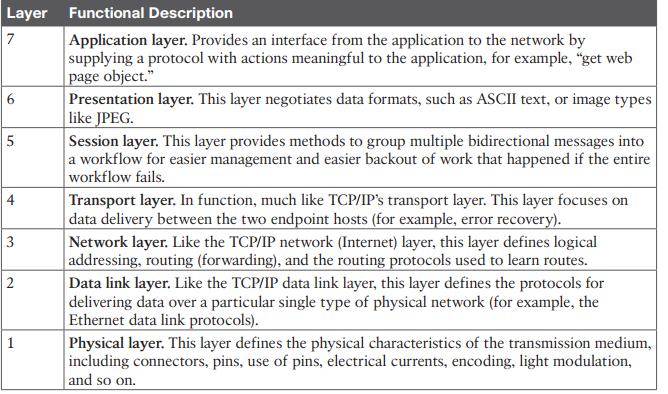 Layer Functional Description
7 Application layer. Provides an interface from the application to the network by
supplying a protocol with actions meaningful to the application, for example, “get web
page object.”
6 Presentation layer. This layer negotiates data formats, such as ASCII text, or image types
like JPEG.
5 Session layer. This layer provides methods to group multiple bidirectional messages into
a workflow for easier management and easier backout of work that happened if the entire
workflow fails.
4 Transport layer. In function, much like TCP/IP’s transport layer. This layer focuses on
data delivery between the two endpoint hosts (for example, error recovery).
3 Network layer. Like the TCP/IP network (Internet) layer, this layer defines logical
addressing, routing (forwarding), and the routing protocols used to learn routes.
2 Data link layer. Like the TCP/IP data link layer, this layer defines the protocols for
delivering data over a particular single type of physical network (for example, the
Ethernet data link protocols).
1 Physical layer. This layer defines the physical characteristics of the transmission medium,
including connectors, pins, use of pins, electrical currents, encoding, light modulation,
and so on.